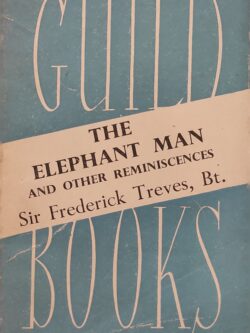 GUILD
THE
ELEPHANT MAN
AND OTHER REMINISCENCES
Sir Frederick Treves, Bt.
BOOKS